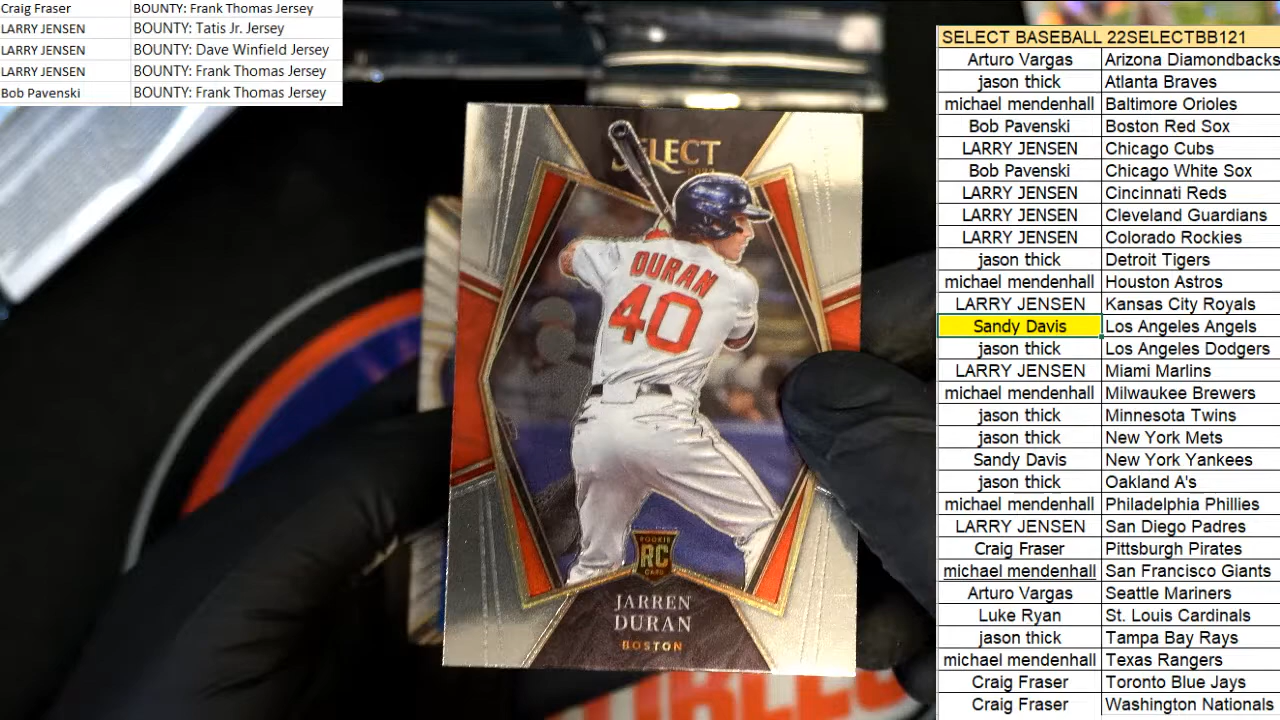 Craig Fraser BOUNTY: Frank Thomas Jersey
LARRY JENSEN BOUNTY: Tatis Jr. Jersey
LARRY JENSEN BOUNTY: Dave Winfield Jersey
LARRY JENSEN BOUNTY: Frank Thomas Jersey
Bob Pavenski BOUNTY: Frank Thomas Jersey
SELECT BASEBALL 22SELECTBB121
Arturo Vargas Arizona Diamondbacks
jason thick Atlanta Braves
michael mendenhall Baltimore Orioles
Bob Pavenski Boston Red Sox
LARRY JENSEN Chicago Cubs
Bob Pavenski Chicago White Sox
LARRY JENSEN Cincinnati Reds
LARRY JENSEN Cleveland Guardians
LARRY JENSEN Colorado Rockies
jason thick Detroit Tigers
michael mendenhall Houston Astros
LARRY JENSEN Kansas City Royals
Sandy Davis Los Angeles Angels
jason thick Los Angeles Dodgers
LARRY JENSEN Miami Marlins
michael mendenhall Milwaukee Brewers
jason thick Minnesota Twins
jason thick New York Mets
Sandy Davis New York Yankees
jason thick Oakland A's
michael mendenhall Philadelphia Phillies
LARRY JENSEN San Diego Padres
Craig Fraser Pittsburgh Pirates
michael mendenhall San Francisco Giants
Arturo Vargas Seattle Mariners
Luke Ryan St. Louis Cardinals
jason thick Tampa Bay Rays
michael mendenhall Texas Rangers
Craig Fraser Toronto Blue Jays
Craig Fraser Washington Nationals
SELECT
DURAN
40
ROOKIE
RC
CARD
JARREN
DURAN
BOSTON